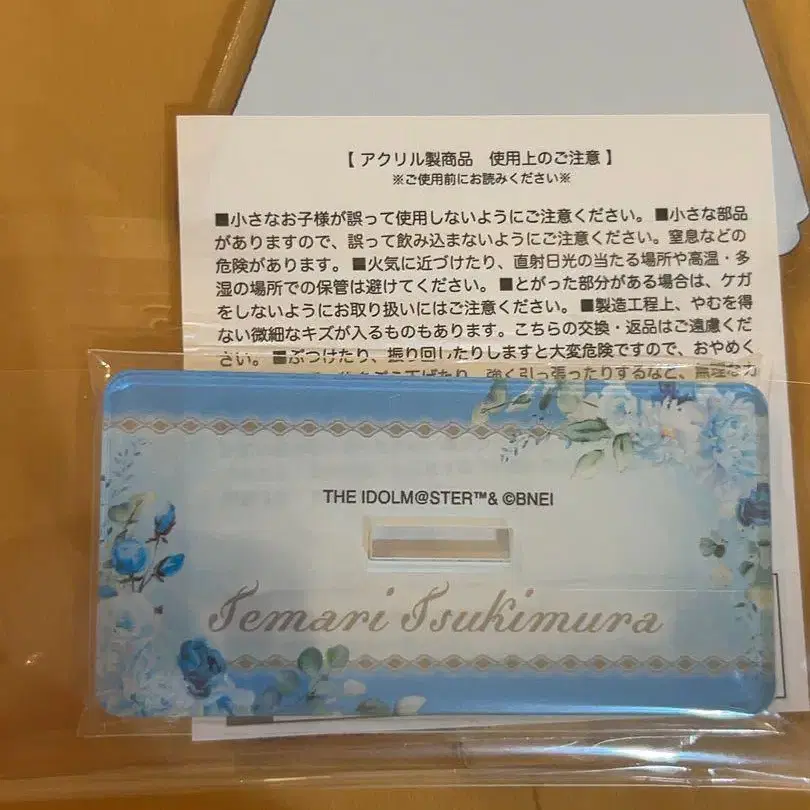 【 アクリル製商品　使用上のご注意 】
※ご使用前にお読みください※
■小さなお子様が誤って使用しないようにご注意ください。 ■小さな部品
がありますので、誤って飲み込まないようにご注意ください。窒息などの
危険があります。 ■火気に近づけたり、直射日光の当たる場所や高温・多
湿の場所での保管は避けてください。 ■とがった部分がある場合は、ケガ
をしないようにお取り扱いにはご注意ください。 ■製造工程上、やむを得
ない微細なキズが入るものもあります。こちらの交換・返品はご遠慮くだ
さい。 ■ぶつけたり、振り回したりしますと大変危険ですので、おやめく
強く引っ張ったりするなど、無理な力
THE IDOLM@STER™& ©BNEI
Temari Tsukimura